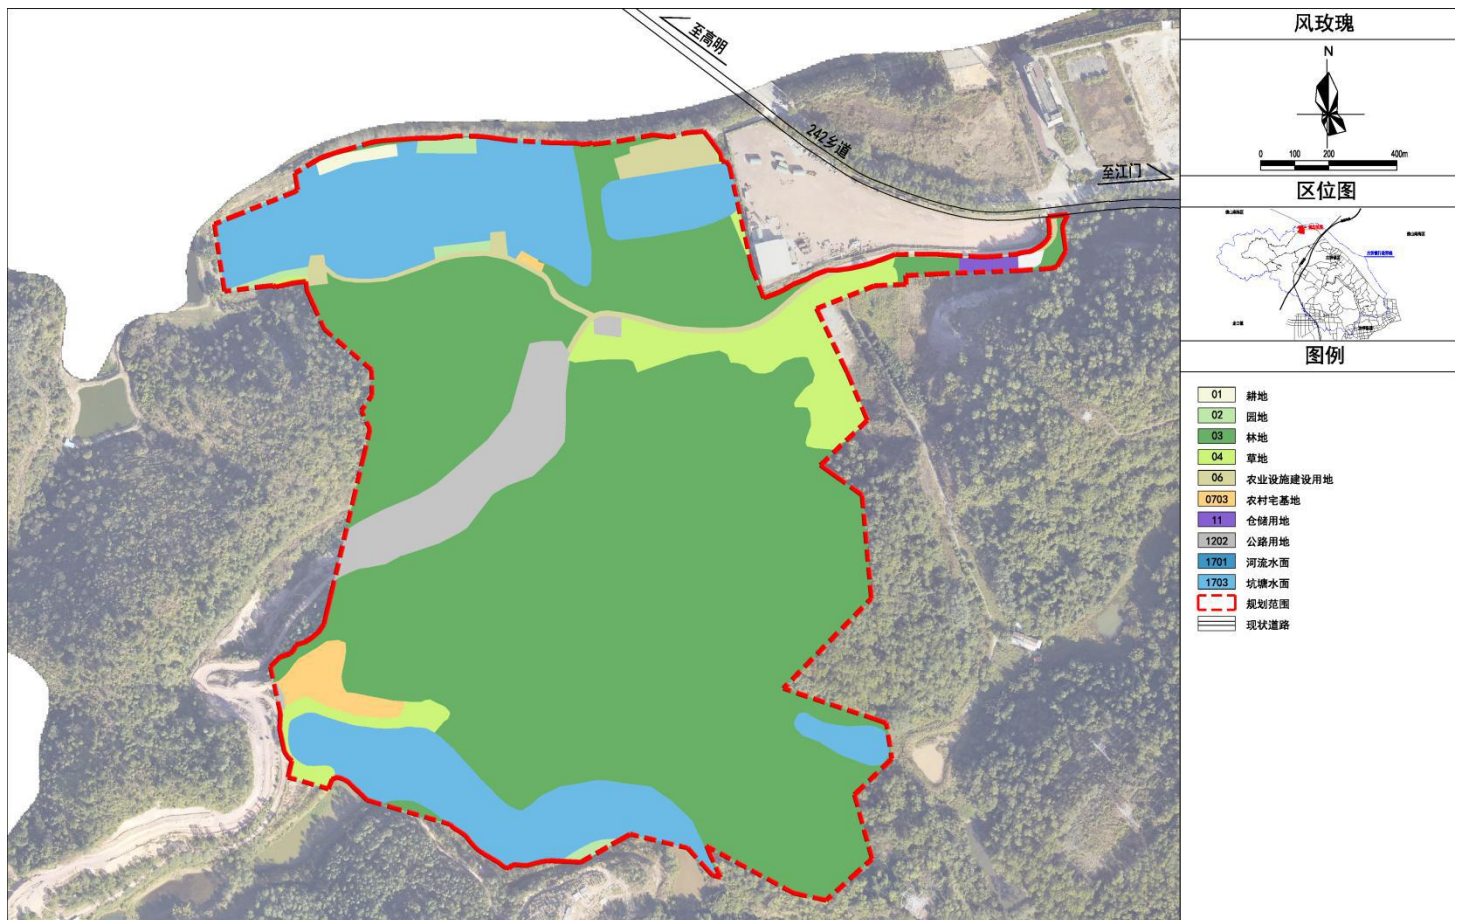 至高明
242乡道
至江门
风玫瑰
N
0 100 200 400m
区位图
图例
01 耕地
02 园地
03 林地
04 草地
06 农业设施建设用地
0703 农村宅基地
11 仓储用地
1202 公路用地
1701 河流水面
1703 坑塘水面
规划范围
现状道路